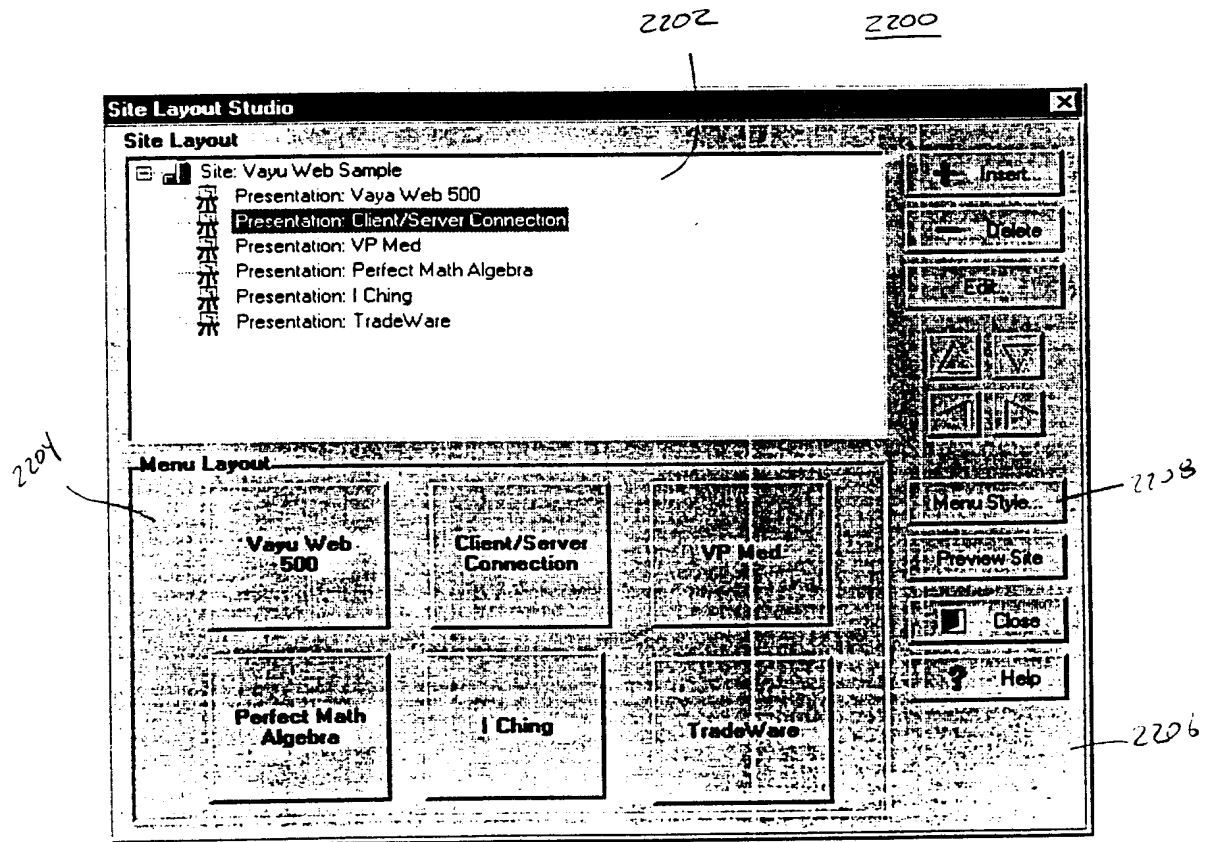 2202
2200
Site Layout Studio
Site Layout
Site: Vayu Web Sample
Presentation: Vaya Web 500
Presentation: Client/Server Connection
Presentation: VP Med
Presentation: Perfect Math Algebra
Presentation: I Ching
Presentation: TradeWare
Insert...
Delete
Edit...
2204
Menu Layout
Vayu Web
500
Client/Server
Connection
VP Med
Perfect Math
Algebra
I Ching
TradeWare
Menu Style...
2208
Preview Site
Close
? Help
2206